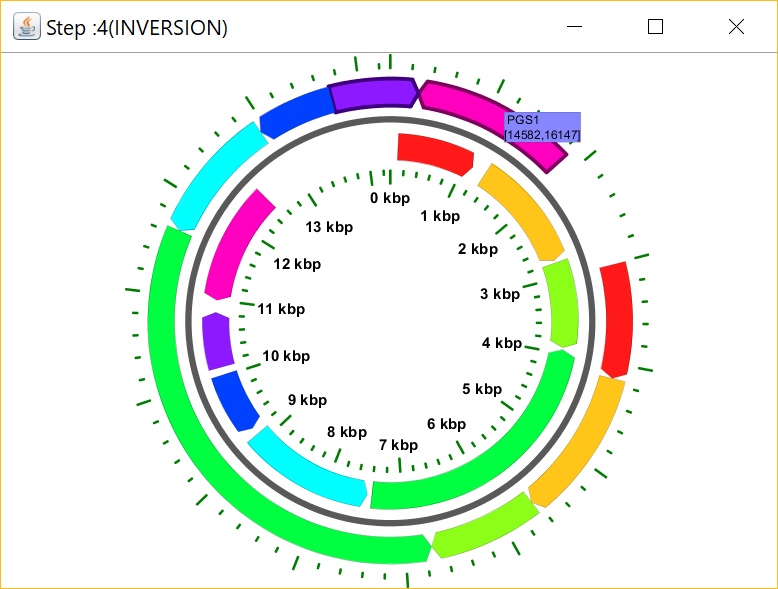 Step :4(INVERSION)
PGS1
[14582,16147]
0 kbp
1 kbp
2 kbp
3 kbp
4 kbp
5 kbp
6 kbp
7 kbp
8 kbp
9 kbp
10 kbp
11 kbp
12 kbp
13 kbp